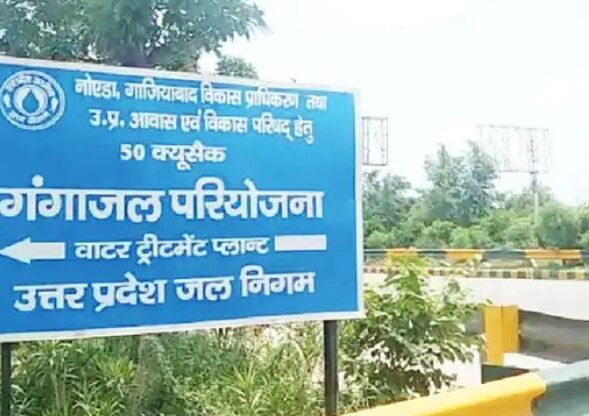 नोएडा, गाजियाबाद विकास प्राधिकरण तथा
उ.प्र. आवास एवं विकास परिषद् हेतु
50 क्यूसैक
गंगाजल परियोजना
वाटर ट्रीटमेंट प्लान्ट
उत्तर प्रदेश जल निगम